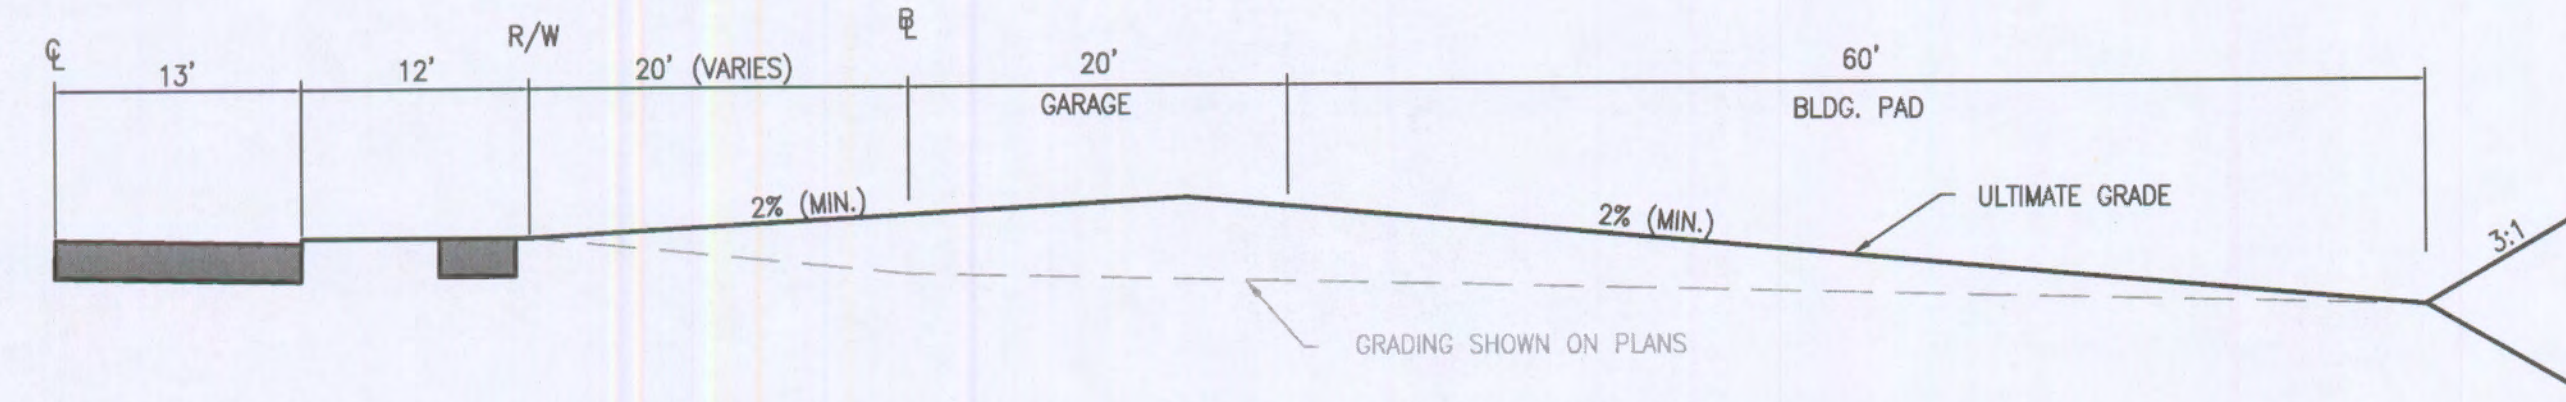 ℄ 13' 12' R/W 20' (VARIES) BL 20' 60'
GARAGE BLDG. PAD
2% (MIN.) 2% (MIN.) ULTIMATE GRADE 3:1
GRADING SHOWN ON PLANS